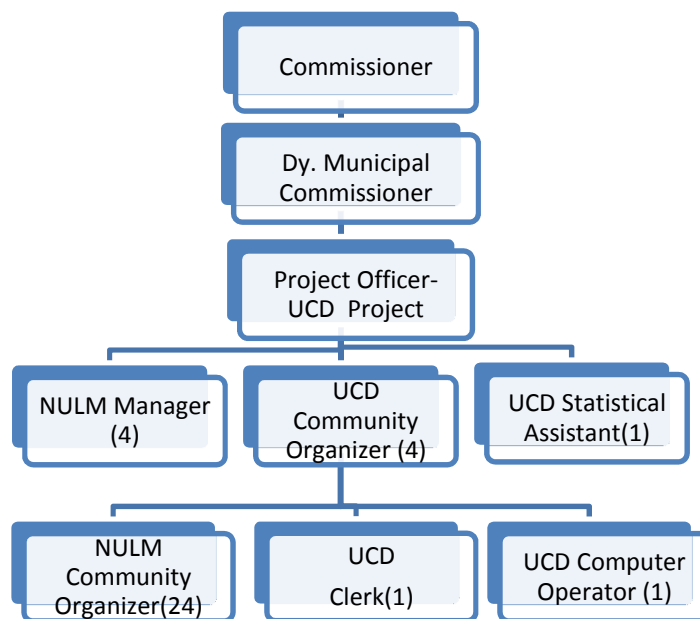 Commissioner
Dy. Municipal
Commissioner
Project Officer-
UCD Project
NULM Manager
(4)
UCD
Community
Organizer (4)
UCD Statistical
Assistant(1)
NULM
Community
Organizer(24)
UCD
Clerk(1)
UCD Computer
Operator (1)